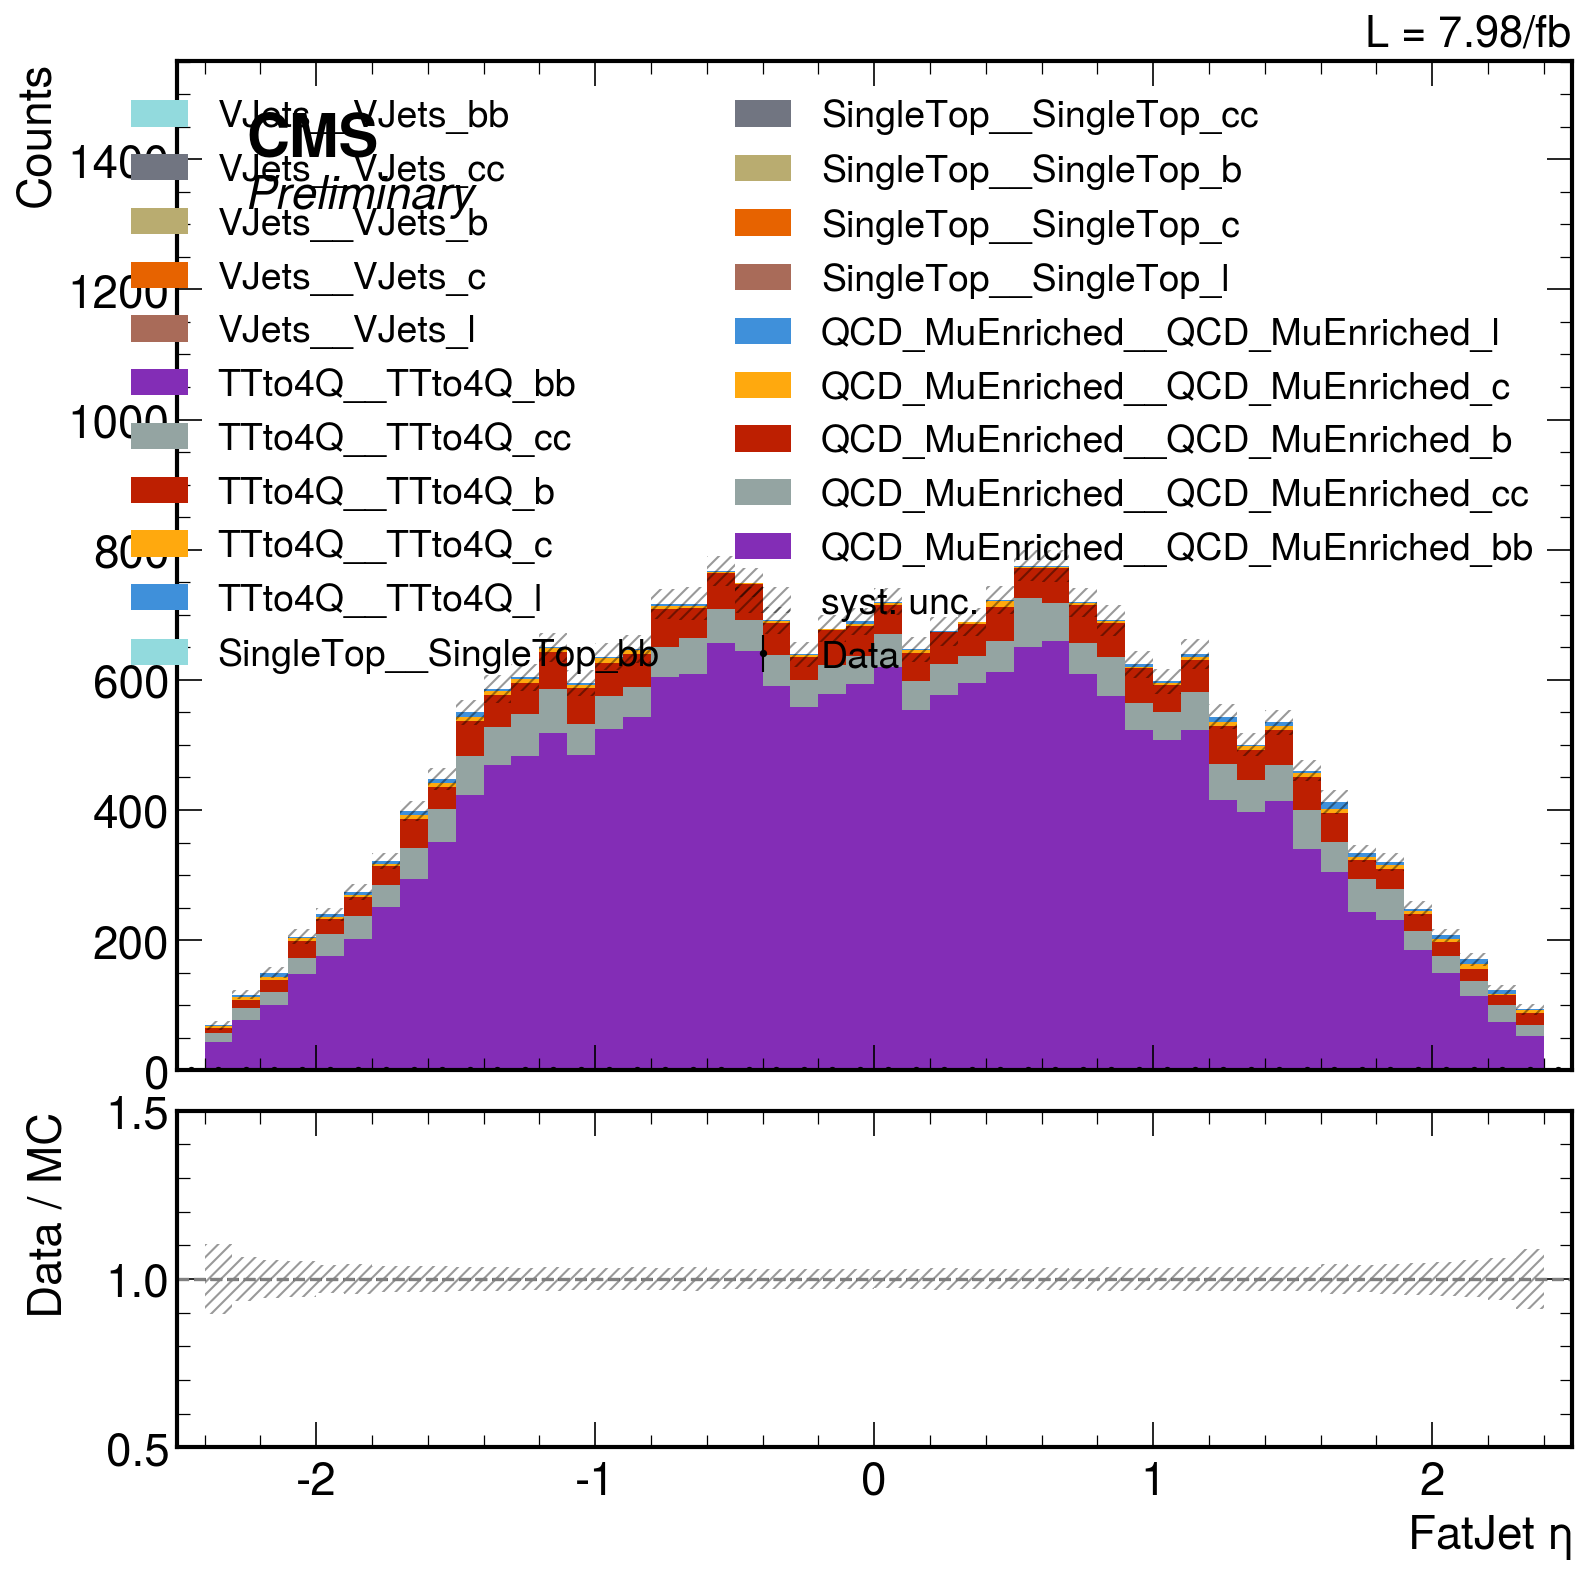 L = 7.98/fb
Counts
CMS
Preliminary
VJets__VJets_bb
VJets__VJets_cc
VJets__VJets_b
VJets__VJets_c
VJets__VJets_l
TTto4Q__TTto4Q_bb
TTto4Q__TTto4Q_cc
TTto4Q__TTto4Q_b
TTto4Q__TTto4Q_c
TTto4Q__TTto4Q_l
SingleTop__SingleTop_bb
SingleTop__SingleTop_cc
SingleTop__SingleTop_b
SingleTop__SingleTop_c
SingleTop__SingleTop_l
QCD_MuEnriched__QCD_MuEnriched_l
QCD_MuEnriched__QCD_MuEnriched_c
QCD_MuEnriched__QCD_MuEnriched_b
QCD_MuEnriched__QCD_MuEnriched_cc
QCD_MuEnriched__QCD_MuEnriched_bb
syst. unc.
Data
1400
1200
1000
800
600
400
200
0
Data / MC
1.5
1.0
0.5
-2
-1
0
1
2
FatJet η